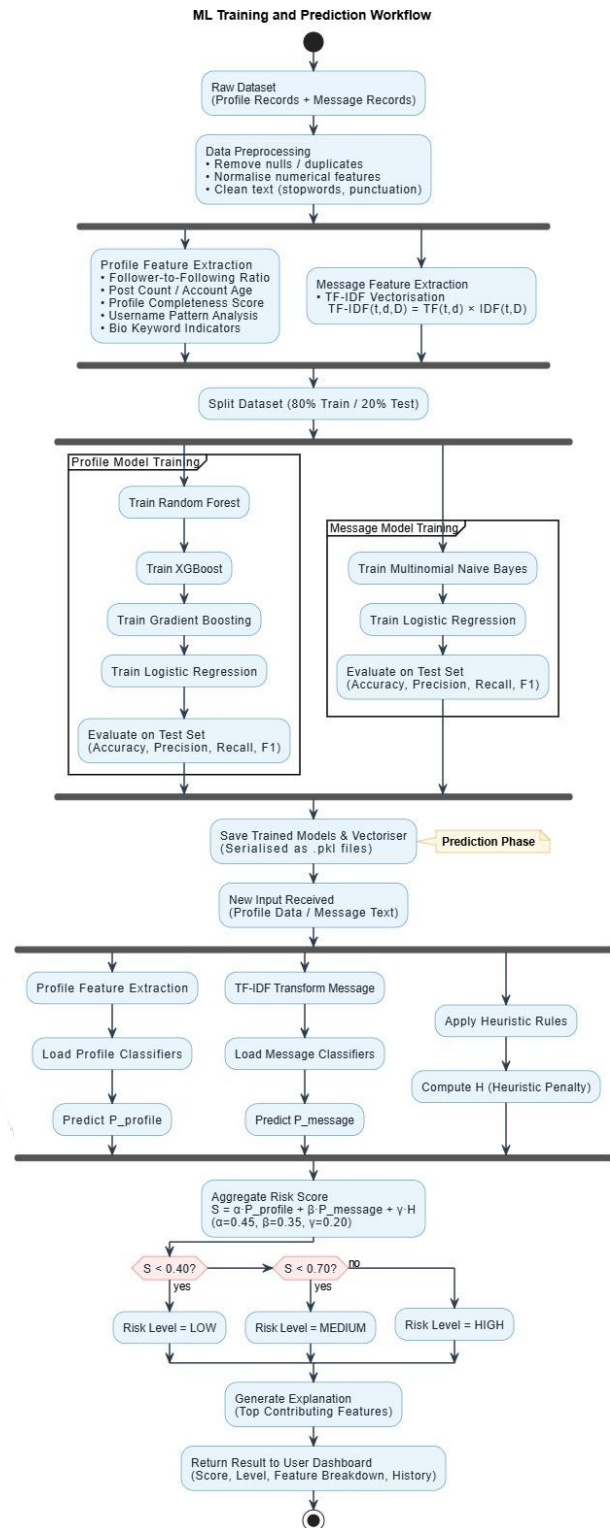 ML Training and Prediction Workflow
Raw Dataset
(Profile Records + Message Records)
Data Preprocessing
• Remove nulls / duplicates
• Normalise numerical features
• Clean text (stopwords, punctuation)
Profile Feature Extraction
• Follower-to-Following Ratio
• Post Count / Account Age
• Profile Completeness Score
• Username Pattern Analysis
• Bio Keyword Indicators
Message Feature Extraction
• TF-IDF Vectorisation
TF-IDF(t,d,D) = TF(t,d) × IDF(t,D)
Split Dataset (80% Train / 20% Test)
Profile Model Training
Train Random Forest
Train XGBoost
Train Gradient Boosting
Train Logistic Regression
Evaluate on Test Set
(Accuracy, Precision, Recall, F1)
Message Model Training
Train Multinomial Naive Bayes
Train Logistic Regression
Evaluate on Test Set
(Accuracy, Precision, Recall, F1)
Save Trained Models & Vectoriser
(Serialised as .pkl files)
Prediction Phase
New Input Received
(Profile Data / Message Text)
Profile Feature Extraction
Load Profile Classifiers
Predict P_profile
TF-IDF Transform Message
Load Message Classifiers
Predict P_message
Apply Heuristic Rules
Compute H (Heuristic Penalty)
Aggregate Risk Score
S = α·P_profile + β·P_message + γ·H
(α=0.45, β=0.35, γ=0.20)
S < 0.40?
yes
S < 0.70?
no
yes
Risk Level = LOW
Risk Level = MEDIUM
Risk Level = HIGH
Generate Explanation
(Top Contributing Features)
Return Result to User Dashboard
(Score, Level, Feature Breakdown, History)